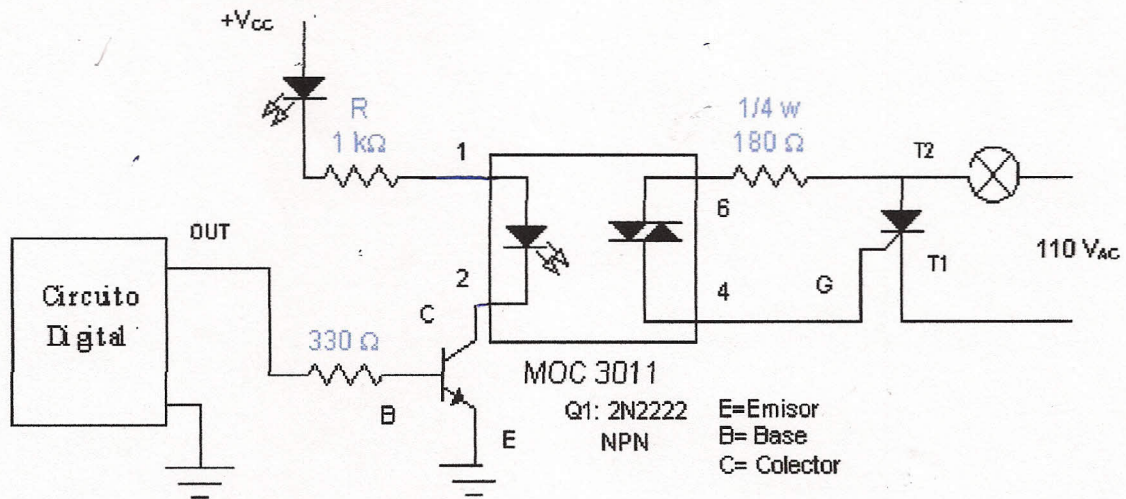 +Vcc
R
1 kΩ
1
1/4 w
180 Ω
T2
6
OUT
110 VAC
T1
2
4
G
C
Circuito
Digital
330 Ω
MOC 3011
B
E
Q1: 2N2222
NPN
E=Emisor
B= Base
C= Colector